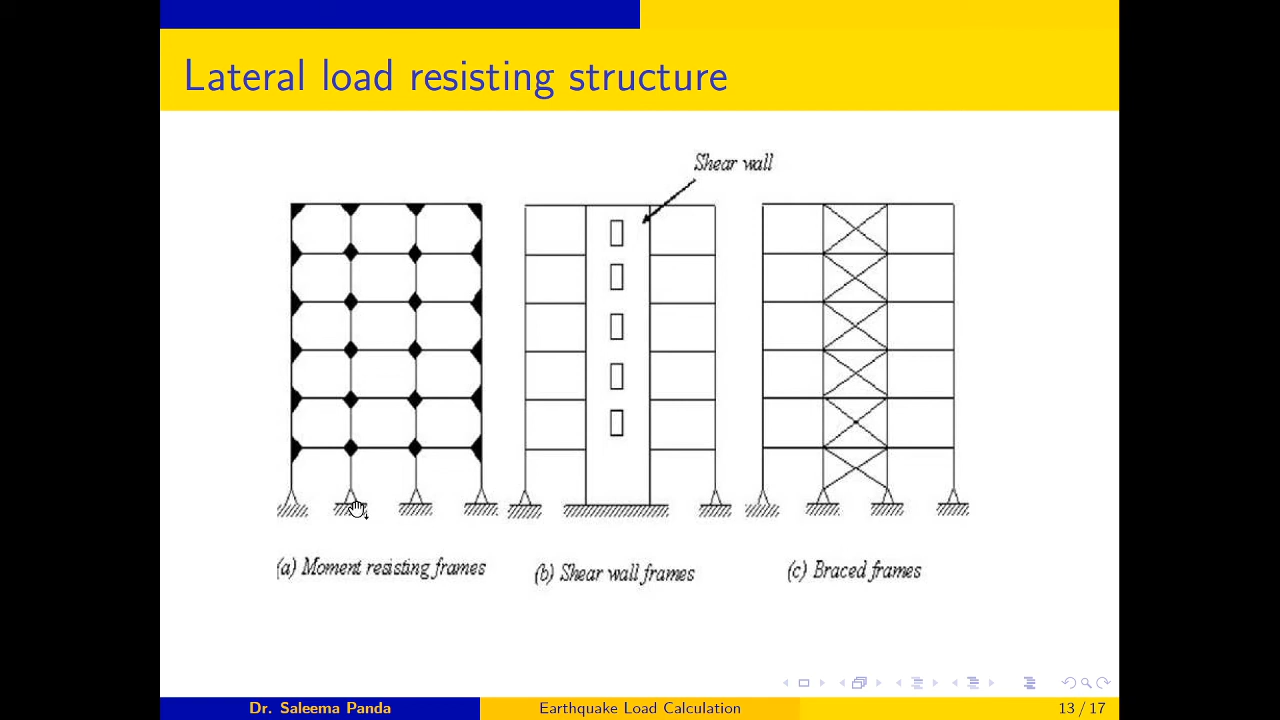 Lateral load resisting structure
Shear wall
(a) Moment resisting frames
(b) Shear wall frames
(c) Braced frames
Dr. Saleema Panda
Earthquake Load Calculation
13 / 17